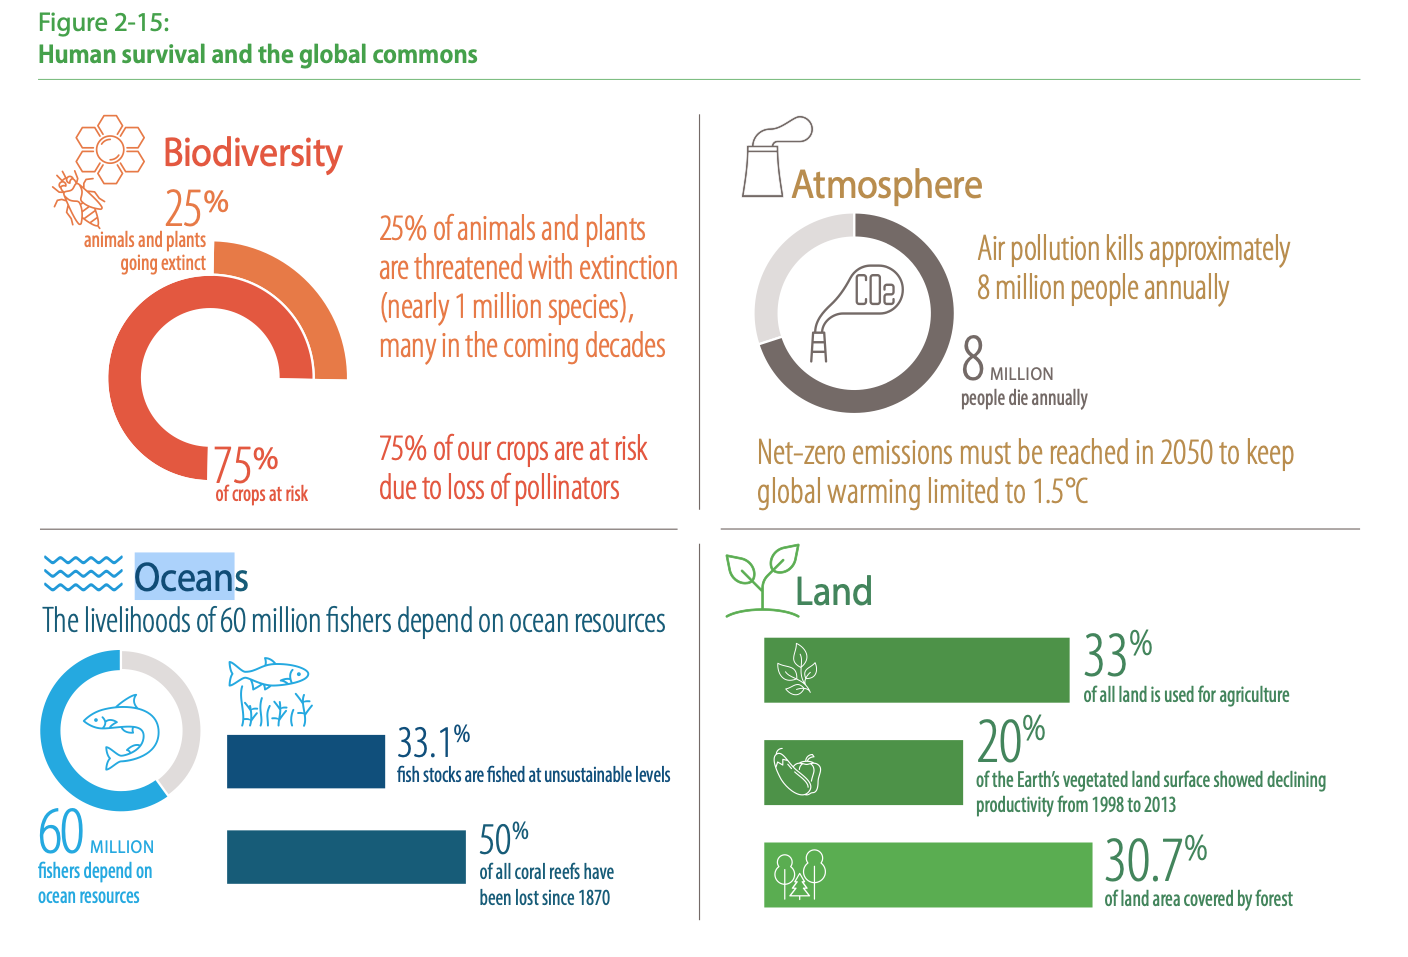 Figure 2-15:
Human survival and the global commons
Biodiversity
25%
animals and plants
going extinct
25% of animals and plants
are threatened with extinction
(nearly 1 million species),
many in the coming decades
75%
of crops at risk
75% of our crops are at risk
due to loss of pollinators
Atmosphere
CO2
Air pollution kills approximately
8 million people annually
8 MILLION
people die annually
Net-zero emissions must be reached in 2050 to keep
global warming limited to 1.5°C
Oceans
The livelihoods of 60 million fishers depend on ocean resources
60 MILLION
fishers depend on
ocean resources
33.1%
fish stocks are fished at unsustainable levels
50%
of all coral reefs have
been lost since 1870
Land
33%
of all land is used for agriculture
20%
of the Earth's vegetated land surface showed declining
productivity from 1998 to 2013
30.7%
of land area covered by forest